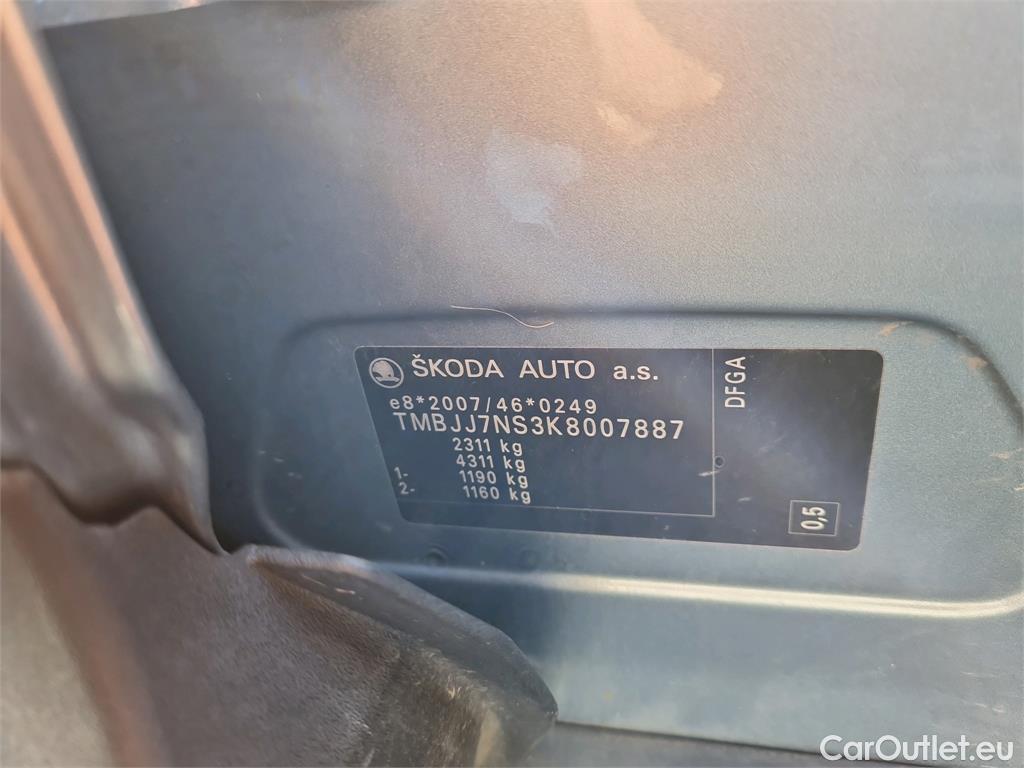 ŠKODA AUTO a.s.
e8*2007/46*0249
TMBJJ7NS3K8007887
2311 kg
4311 kg
1- 1190 kg
2- 1160 kg
DFGA
0,5
CarOutlet.eu